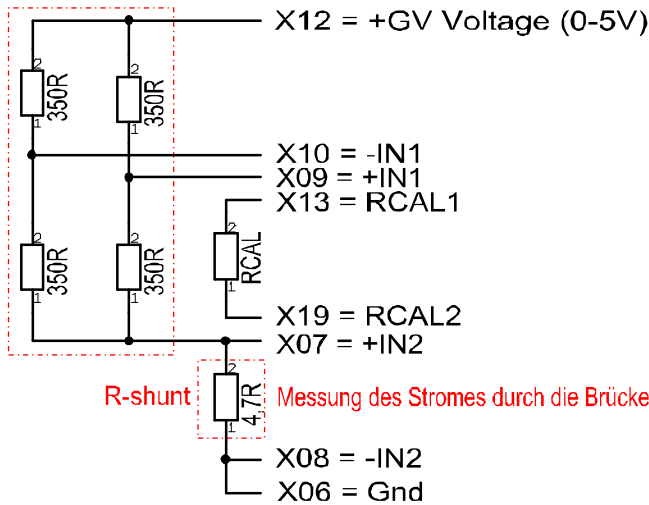 X12 = +GV Voltage (0-5V)
2
350R
1
2
350R
1
X10 = -IN1
X09 = +IN1
X13 = RCAL1
2
350R
1
2
350R
1
2
RCAL
1
X19 = RCAL2
X07 = +IN2
R-shunt
2
4,7R
1
Messung des Stromes durch die Brücke
X08 = -IN2
X06 = Gnd